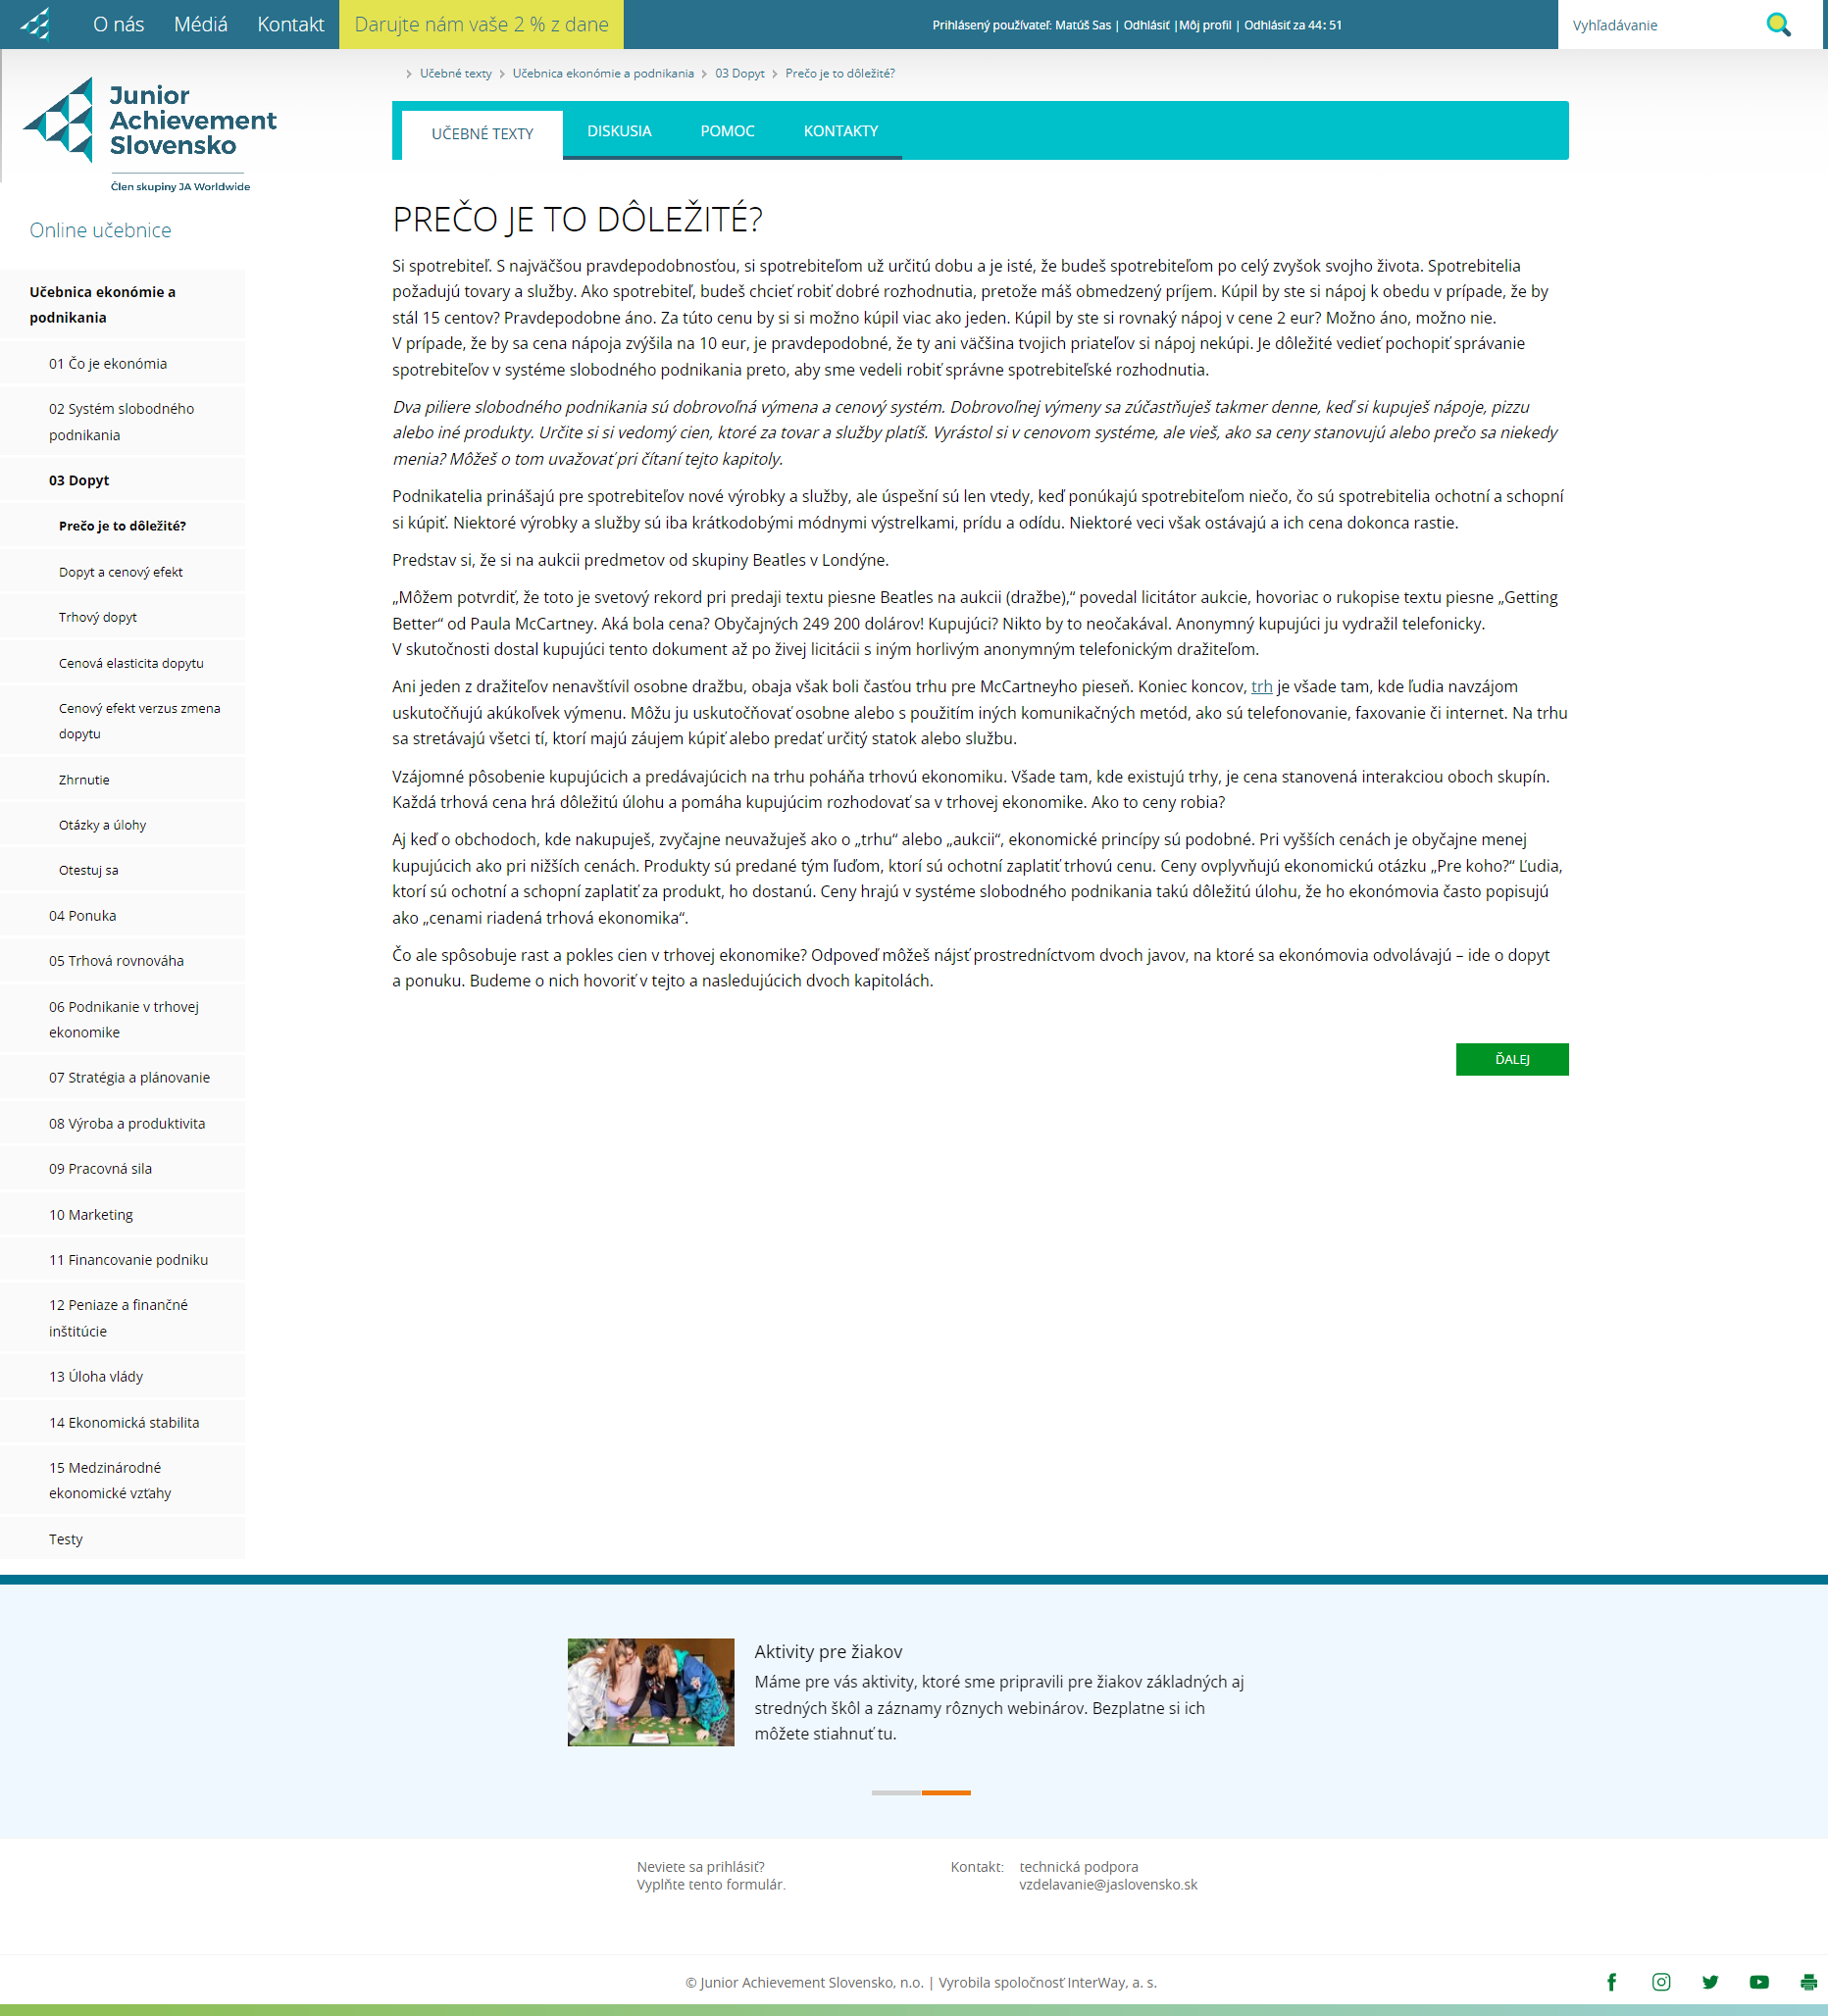 O nás Médiá Kontakt Darujte nám vaše 2 % z dane Prihlásený používateľ: Matúš Sas | Odhlásiť |Môj profil | Odhlásiť za 44: 51 Vyhľadávanie
Učebné texty Učebnica ekonómie a podnikania 03 Dopyt Prečo je to dôležité?
Junior
Achievement
Slovensko
Člen skupiny JA Worldwide
UČEBNÉ TEXTY DISKUSIA POMOC KONTAKTY
Online učebnice
Učebnica ekonómie a
podnikania
01 Čo je ekonómia
02 Systém slobodného
podnikania
03 Dopyt
Prečo je to dôležité?
Dopyt a cenový efekt
Trhový dopyt
Cenová elasticita dopytu
Cenový efekt verzus zmena
dopytu
Zhrnutie
Otázky a úlohy
Otestuj sa
04 Ponuka
05 Trhová rovnováha
06 Podnikanie v trhovej
ekonomike
07 Stratégia a plánovanie
08 Výroba a produktivita
09 Pracovná sila
10 Marketing
11 Financovanie podniku
12 Peniaze a finančné
inštitúcie
13 Úloha vlády
14 Ekonomická stabilita
15 Medzinárodné
ekonomické vzťahy
Testy
PREČO JE TO DÔLEŽITÉ?
Si spotrebiteľ. S najväčšou pravdepodobnosťou, si spotrebiteľom už určitú dobu a je isté, že budeš spotrebiteľom po celý zvyšok svojho života. Spotrebitelia
požadujú tovary a služby. Ako spotrebiteľ, budeš chcieť robiť dobré rozhodnutia, pretože máš obmedzený príjem. Kúpil by ste si nápoj k obedu v prípade, že by
stál 15 centov? Pravdepodobne áno. Za túto cenu by si si možno kúpil viac ako jeden. Kúpil by ste si rovnaký nápoj v cene 2 eur? Možno áno, možno nie.
V prípade, že by sa cena nápoja zvýšila na 10 eur, je pravdepodobné, že ty ani väčšina tvojich priateľov si nápoj nekúpi. Je dôležité vedieť pochopiť správanie
spotrebiteľov v systéme slobodného podnikania preto, aby sme vedeli robiť správne spotrebiteľské rozhodnutia.
Dva piliere slobodného podnikania sú dobrovoľná výmena a cenový systém. Dobrovoľnej výmeny sa zúčastňuješ takmer denne, keď si kupuješ nápoje, pizzu
alebo iné produkty. Určite si si vedomý cien, ktoré za tovar a služby platíš. Vyrástol si v cenovom systéme, ale vieš, ako sa ceny stanovujú alebo prečo sa niekedy
menia? Môžeš o tom uvažovať pri čítaní tejto kapitoly.
Podnikatelia prinášajú pre spotrebiteľov nové výrobky a služby, ale úspešní sú len vtedy, keď ponúkajú spotrebiteľom niečo, čo sú spotrebitelia ochotní a schopní
si kúpiť. Niektoré výrobky a služby sú iba krátkodobými módnymi výstrelkami, prídu a odídu. Niektoré veci však ostávajú a ich cena dokonca rastie.
Predstav si, že si na aukcii predmetov od skupiny Beatles v Londýne.
„Môžem potvrdiť, že toto je svetový rekord pri predaji textu piesne Beatles na aukcii (dražbe),“ povedal licitátor aukcie, hovoriac o rukopise textu piesne „Getting
Better“ od Paula McCartney. Aká bola cena? Obyčajných 249 200 dolárov! Kupujúci? Nikto by to neočakával. Anonymný kupujúci ju vydražil telefonicky.
V skutočnosti dostal kupujúci tento dokument až po živej licitácii s iným horlivým anonymným telefonickým dražiteľom.
Ani jeden z dražiteľov nenavštívil osobne dražbu, obaja však boli časťou trhu pre McCartneyho pieseň. Koniec koncov, trh je všade tam, kde ľudia navzájom
uskutočňujú akúkoľvek výmenu. Môžu ju uskutočňovať osobne alebo s použitím iných komunikačných metód, ako sú telefonovanie, faxovanie či internet. Na trhu
sa stretávajú všetci tí, ktorí majú záujem kúpiť alebo predať určitý statok alebo službu.
Vzájomné pôsobenie kupujúcich a predávajúcich na trhu poháňa trhovú ekonomiku. Všade tam, kde existujú trhy, je cena stanovená interakciou oboch skupín.
Každá trhová cena hrá dôležitú úlohu a pomáha kupujúcim rozhodovať sa v trhovej ekonomike. Ako to ceny robia?
Aj keď o obchodoch, kde nakupuješ, zvyčajne neuvažuješ ako o „trhu“ alebo „aukcii“, ekonomické princípy sú podobné. Pri vyšších cenách je obyčajne menej
kupujúcich ako pri nižších cenách. Produkty sú predané tým ľuďom, ktorí sú ochotní zaplatiť trhovú cenu. Ceny ovplyvňujú ekonomickú otázku „Pre koho?“ Ľudia,
ktorí sú ochotní a schopní zaplatiť za produkt, ho dostanú. Ceny hrajú v systéme slobodného podnikania takú dôležitú úlohu, že ho ekonómovia často popisujú
ako „cenami riadená trhová ekonomika“.
Čo ale spôsobuje rast a pokles cien v trhovej ekonomike? Odpoveď môžeš nájsť prostredníctvom dvoch javov, na ktoré sa ekonómovia odvolávajú – ide o dopyt
a ponuku. Budeme o nich hovoriť v tejto a nasledujúcich dvoch kapitolách.
ĎALEJ
Aktivity pre žiakov
Máme pre vás aktivity, ktoré sme pripravili pre žiakov základných aj
stredných škôl a záznamy rôznych webinárov. Bezplatne si ich
môžete stiahnuť tu.
Neviete sa prihlásiť?
Vyplňte tento formulár.
Kontakt: technická podpora
vzdelavanie@jaslovensko.sk
© Junior Achievement Slovensko, n.o. | Vyrobila spoločnosť InterWay, a. s.